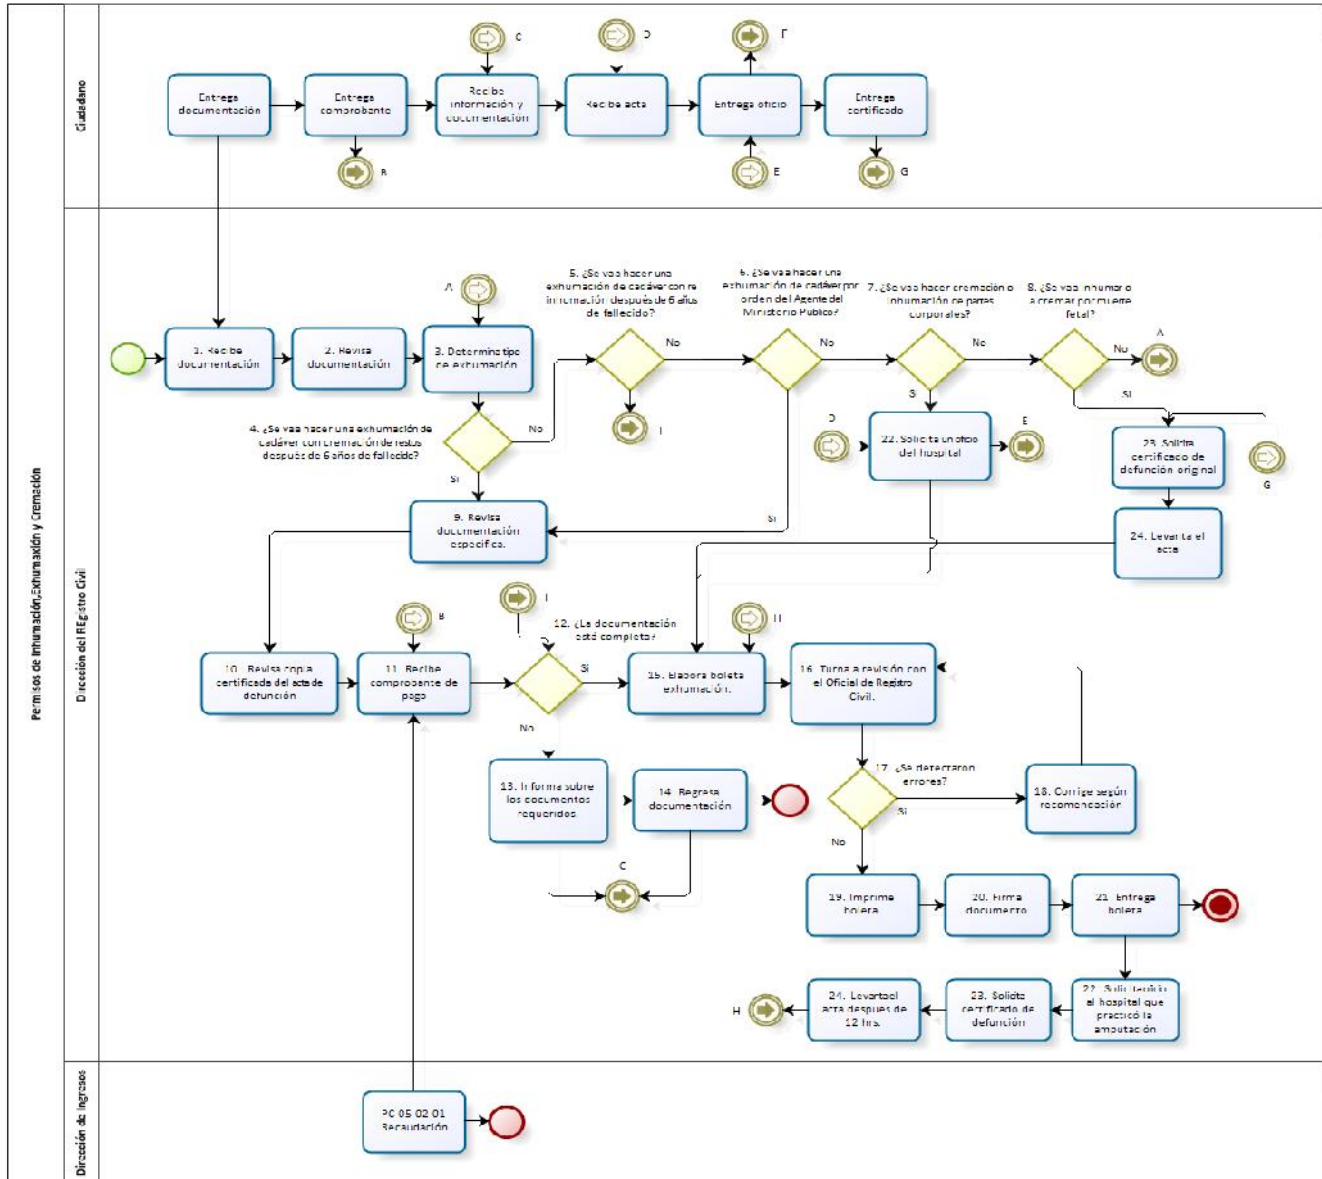 Permisos de Inhumación, Exhumaxión y Cremación
Ciudadano
C
D
F
Entrega
documentación
Entrega
comprobante
Recibe
información y
documentación
Recibe acta
Entrega oficio
Entrega
certificado
B
E
G
Dirección del REgistro Civil
5. ¿Se va a hacer una
exhumación de cadáver con re
inhumación después de 6 años
de fallecido?
6. ¿Se va a hacer una
exhumación de cadáver por
orden del Agente del
Ministerio Público?
7. ¿Se va a hacer cremación o
inhumación de partes
corporales?
8. ¿Se va a inhumar o
a cremar por muerte
fetal?
A
1. Recibe
documentación
2. Revisa
documentación
3. Determina tipo
de exhumación
No
No
No
No
A
4. ¿Se va a hacer una exhumación de
cadáver con cremación de restos
después de 6 años de fallecido?
No
Si
I
Si
Si
D
22. Solicita un oficio
del hospital
E
23. Solicita
certificado de
defunción original
G
9. Revisa
documentación
específica.
Si
24. Levanta el
acta
I
B
12. ¿La documentación
está completa?
H
10. Revisa copia
certificada del acta de
defunción
11. Recibe
comprobante de
pago
Si
15. Elabora boleta
exhumación.
16. Turna a revisión con
el Oficial de Registro
Civil.
No
13. Informa sobre
los documentos
requeridos.
14. Regresa
documentación
17. ¿Se detectaron
errores?
Si
18. Corrige según
recomendación
No
C
19. Imprime
boleta
20. Firma
documento
21. Entrega
boleta
H
24. Levanta el
acta después de
12 hrs.
23. Solicita
certificado de
defunción
22. Solicita oficio
al hospital que
practicó la
amputación
Dirección de Ingresos
PC-05-02-01
Recaudación